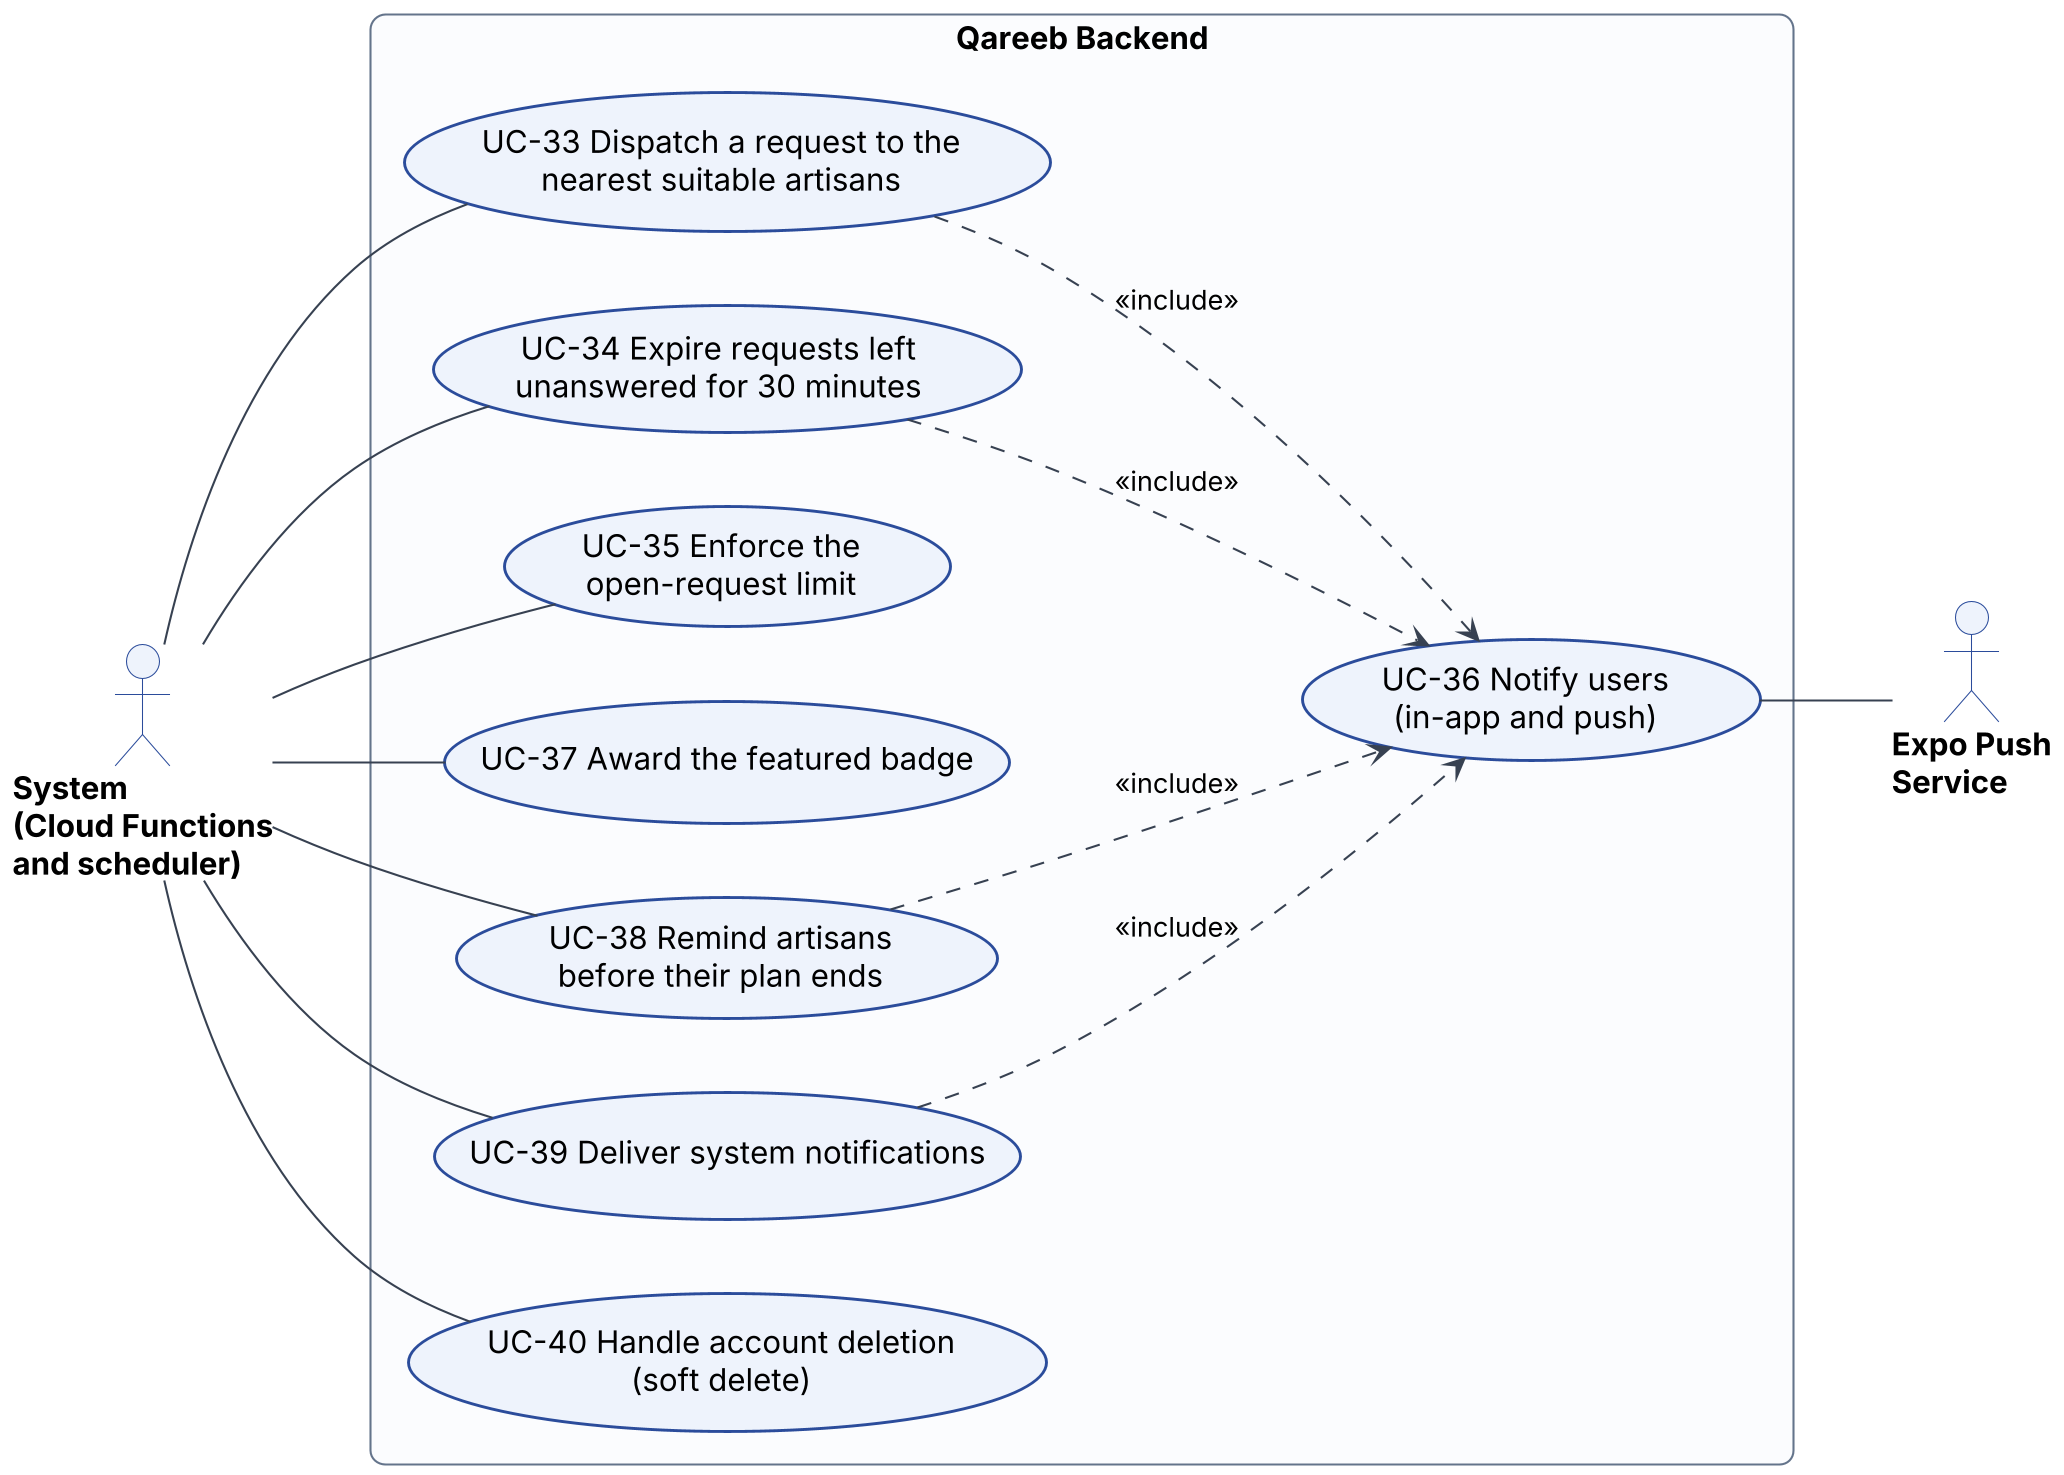 Qareeb Backend
UC-33 Dispatch a request to the
nearest suitable artisans
«include»
UC-34 Expire requests left
unanswered for 30 minutes
«include»
UC-35 Enforce the
open-request limit
UC-36 Notify users
(in-app and push)
Expo Push
Service
UC-37 Award the featured badge
«include»
System
(Cloud Functions
and scheduler)
UC-38 Remind artisans
before their plan ends
«include»
UC-39 Deliver system notifications
UC-40 Handle account deletion
(soft delete)